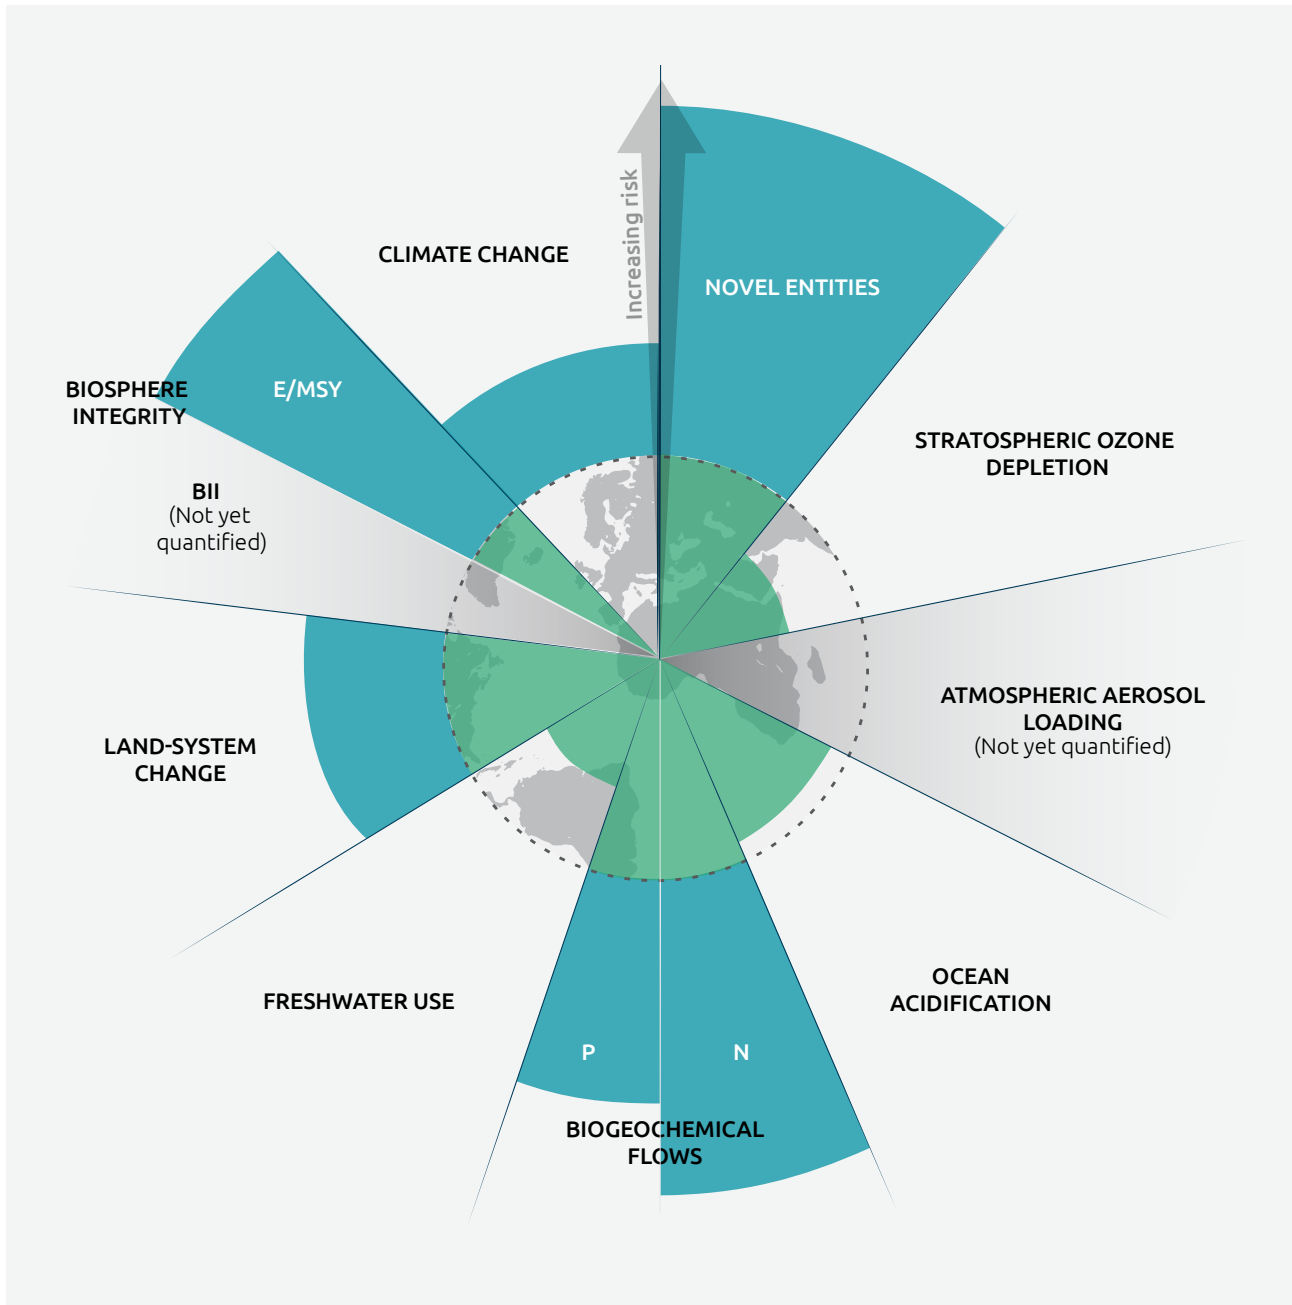 Increasing risk
CLIMATE CHANGE
NOVEL ENTITIES
BIOSPHERE
INTEGRITY
E/MSY
STRATOSPHERIC OZONE
DEPLETION
BII
(Not yet
quantified)
ATMOSPHERIC AEROSOL
LOADING
(Not yet quantified)
LAND-SYSTEM
CHANGE
OCEAN
ACIDIFICATION
FRESHWATER USE
P
N
BIOGEOCHEMICAL
FLOWS